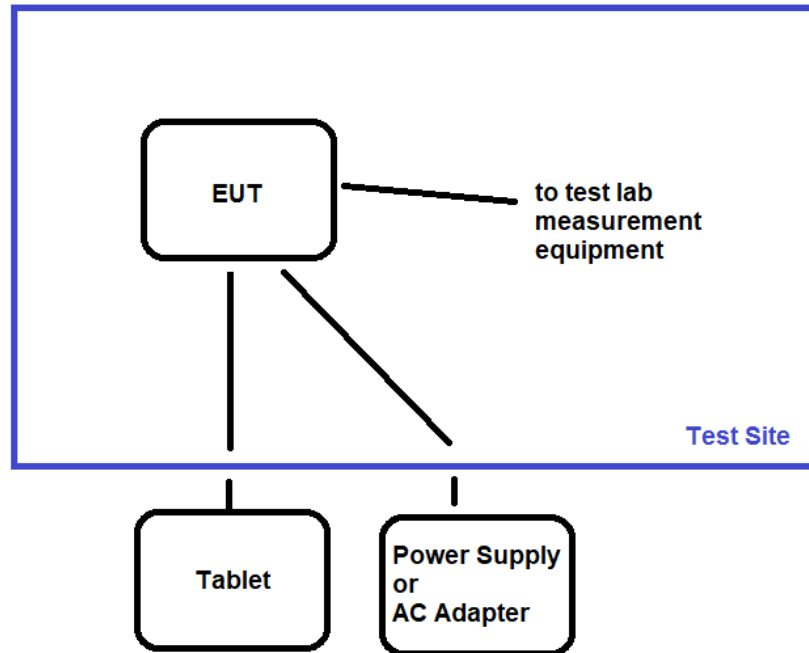 EUT
to test lab
measurement
equipment
Test Site
Tablet
Power Supply
or
AC Adapter